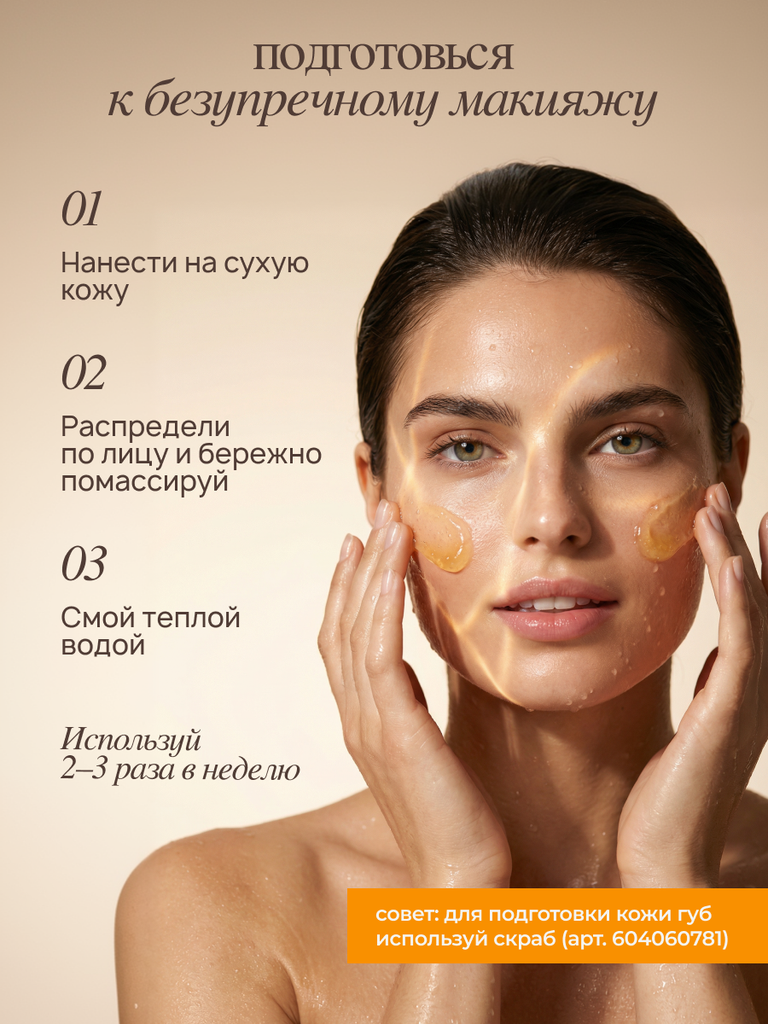 подготовься
к безупречному макияжу
01
Нанести на сухую
кожу
02
Распредели
по лицу и бережно
помассируй
03
Смой теплой
водой
Используй
2–3 раза в неделю
совет: для подготовки кожи губ
используй скраб (арт. 604060781)